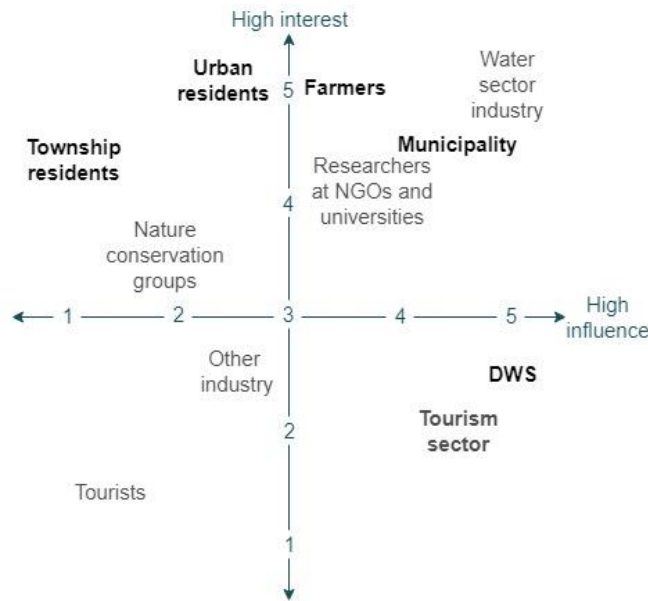 High interest
Urban
residents
5
Farmers
Water
sector
industry
Township
residents
Municipality
Researchers
at NGOs and
universities
4
Nature
conservation
groups
1
2
3
4
5
High
influence
Other
industry
DWS
2
Tourism
sector
Tourists
1